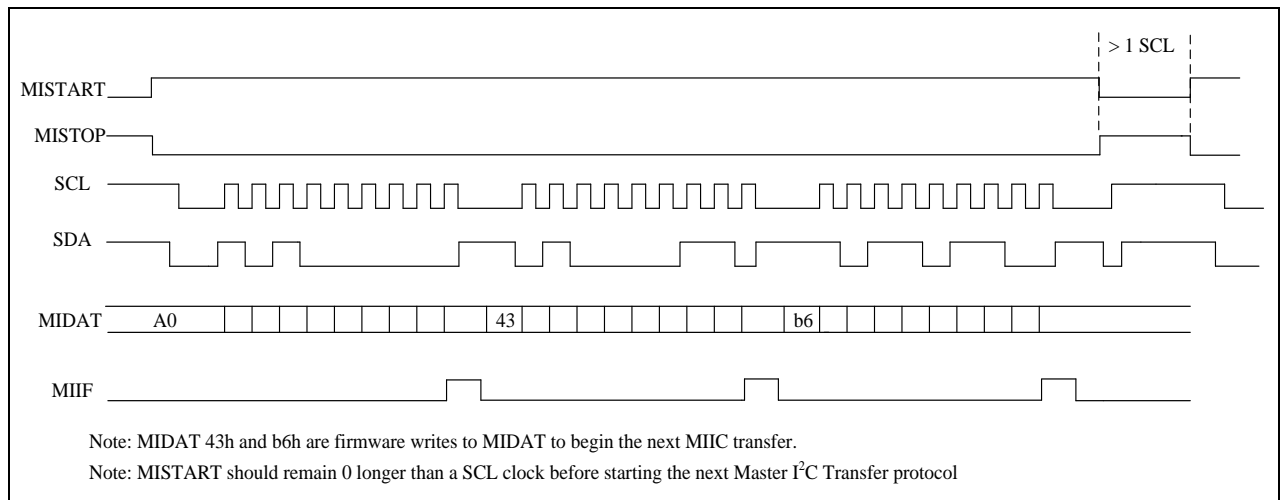 > 1 SCL
MISTART
MISTOP
SCL
SDA
MIDAT A0 43 b6
MIIF
Note: MIDAT 43h and b6h are firmware writes to MIDAT to begin the next MIIC transfer.
Note: MISTART should remain 0 longer than a SCL clock before starting the next Master I²C Transfer protocol